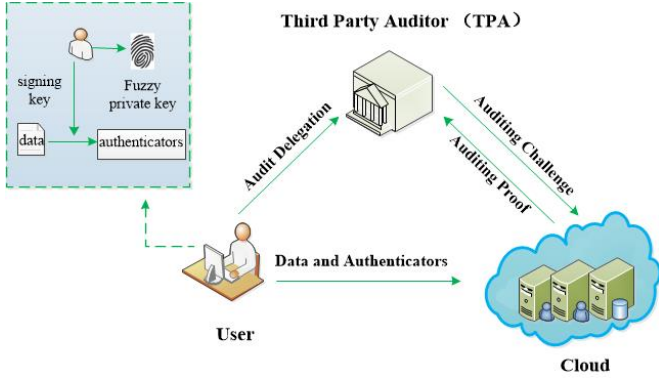 Third Party Auditor （TPA）
signing
key
Fuzzy
private key
data
authenticators
Audit Delegation
Auditing Challenge
Auditing Proof
Data and Authenticators
User
Cloud